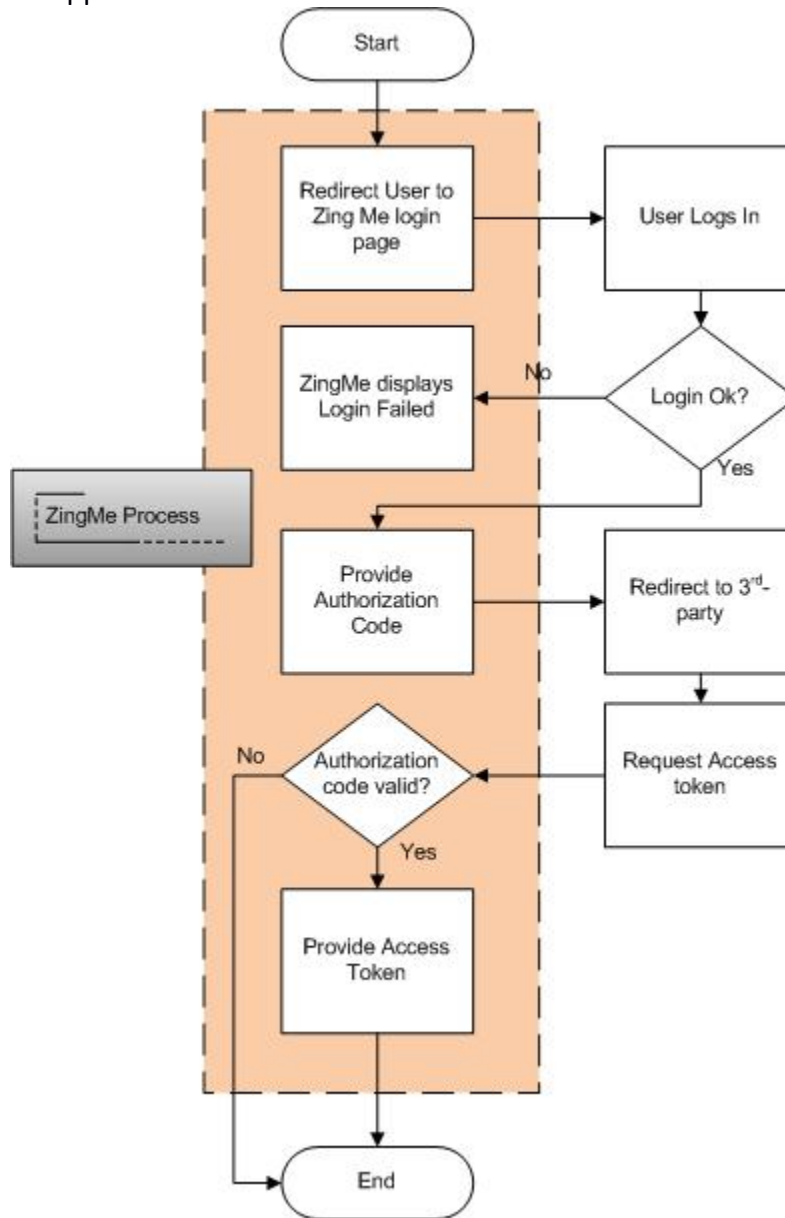 Start
Redirect User to
Zing Me login
page
User Logs In
ZingMe displays
Login Failed
No
Login Ok?
Yes
ZingMe Process
Provide
Authorization
Code
Redirect to 3rd-
party
No
Authorization
code valid?
Request Access
token
Yes
Provide Access
Token
End